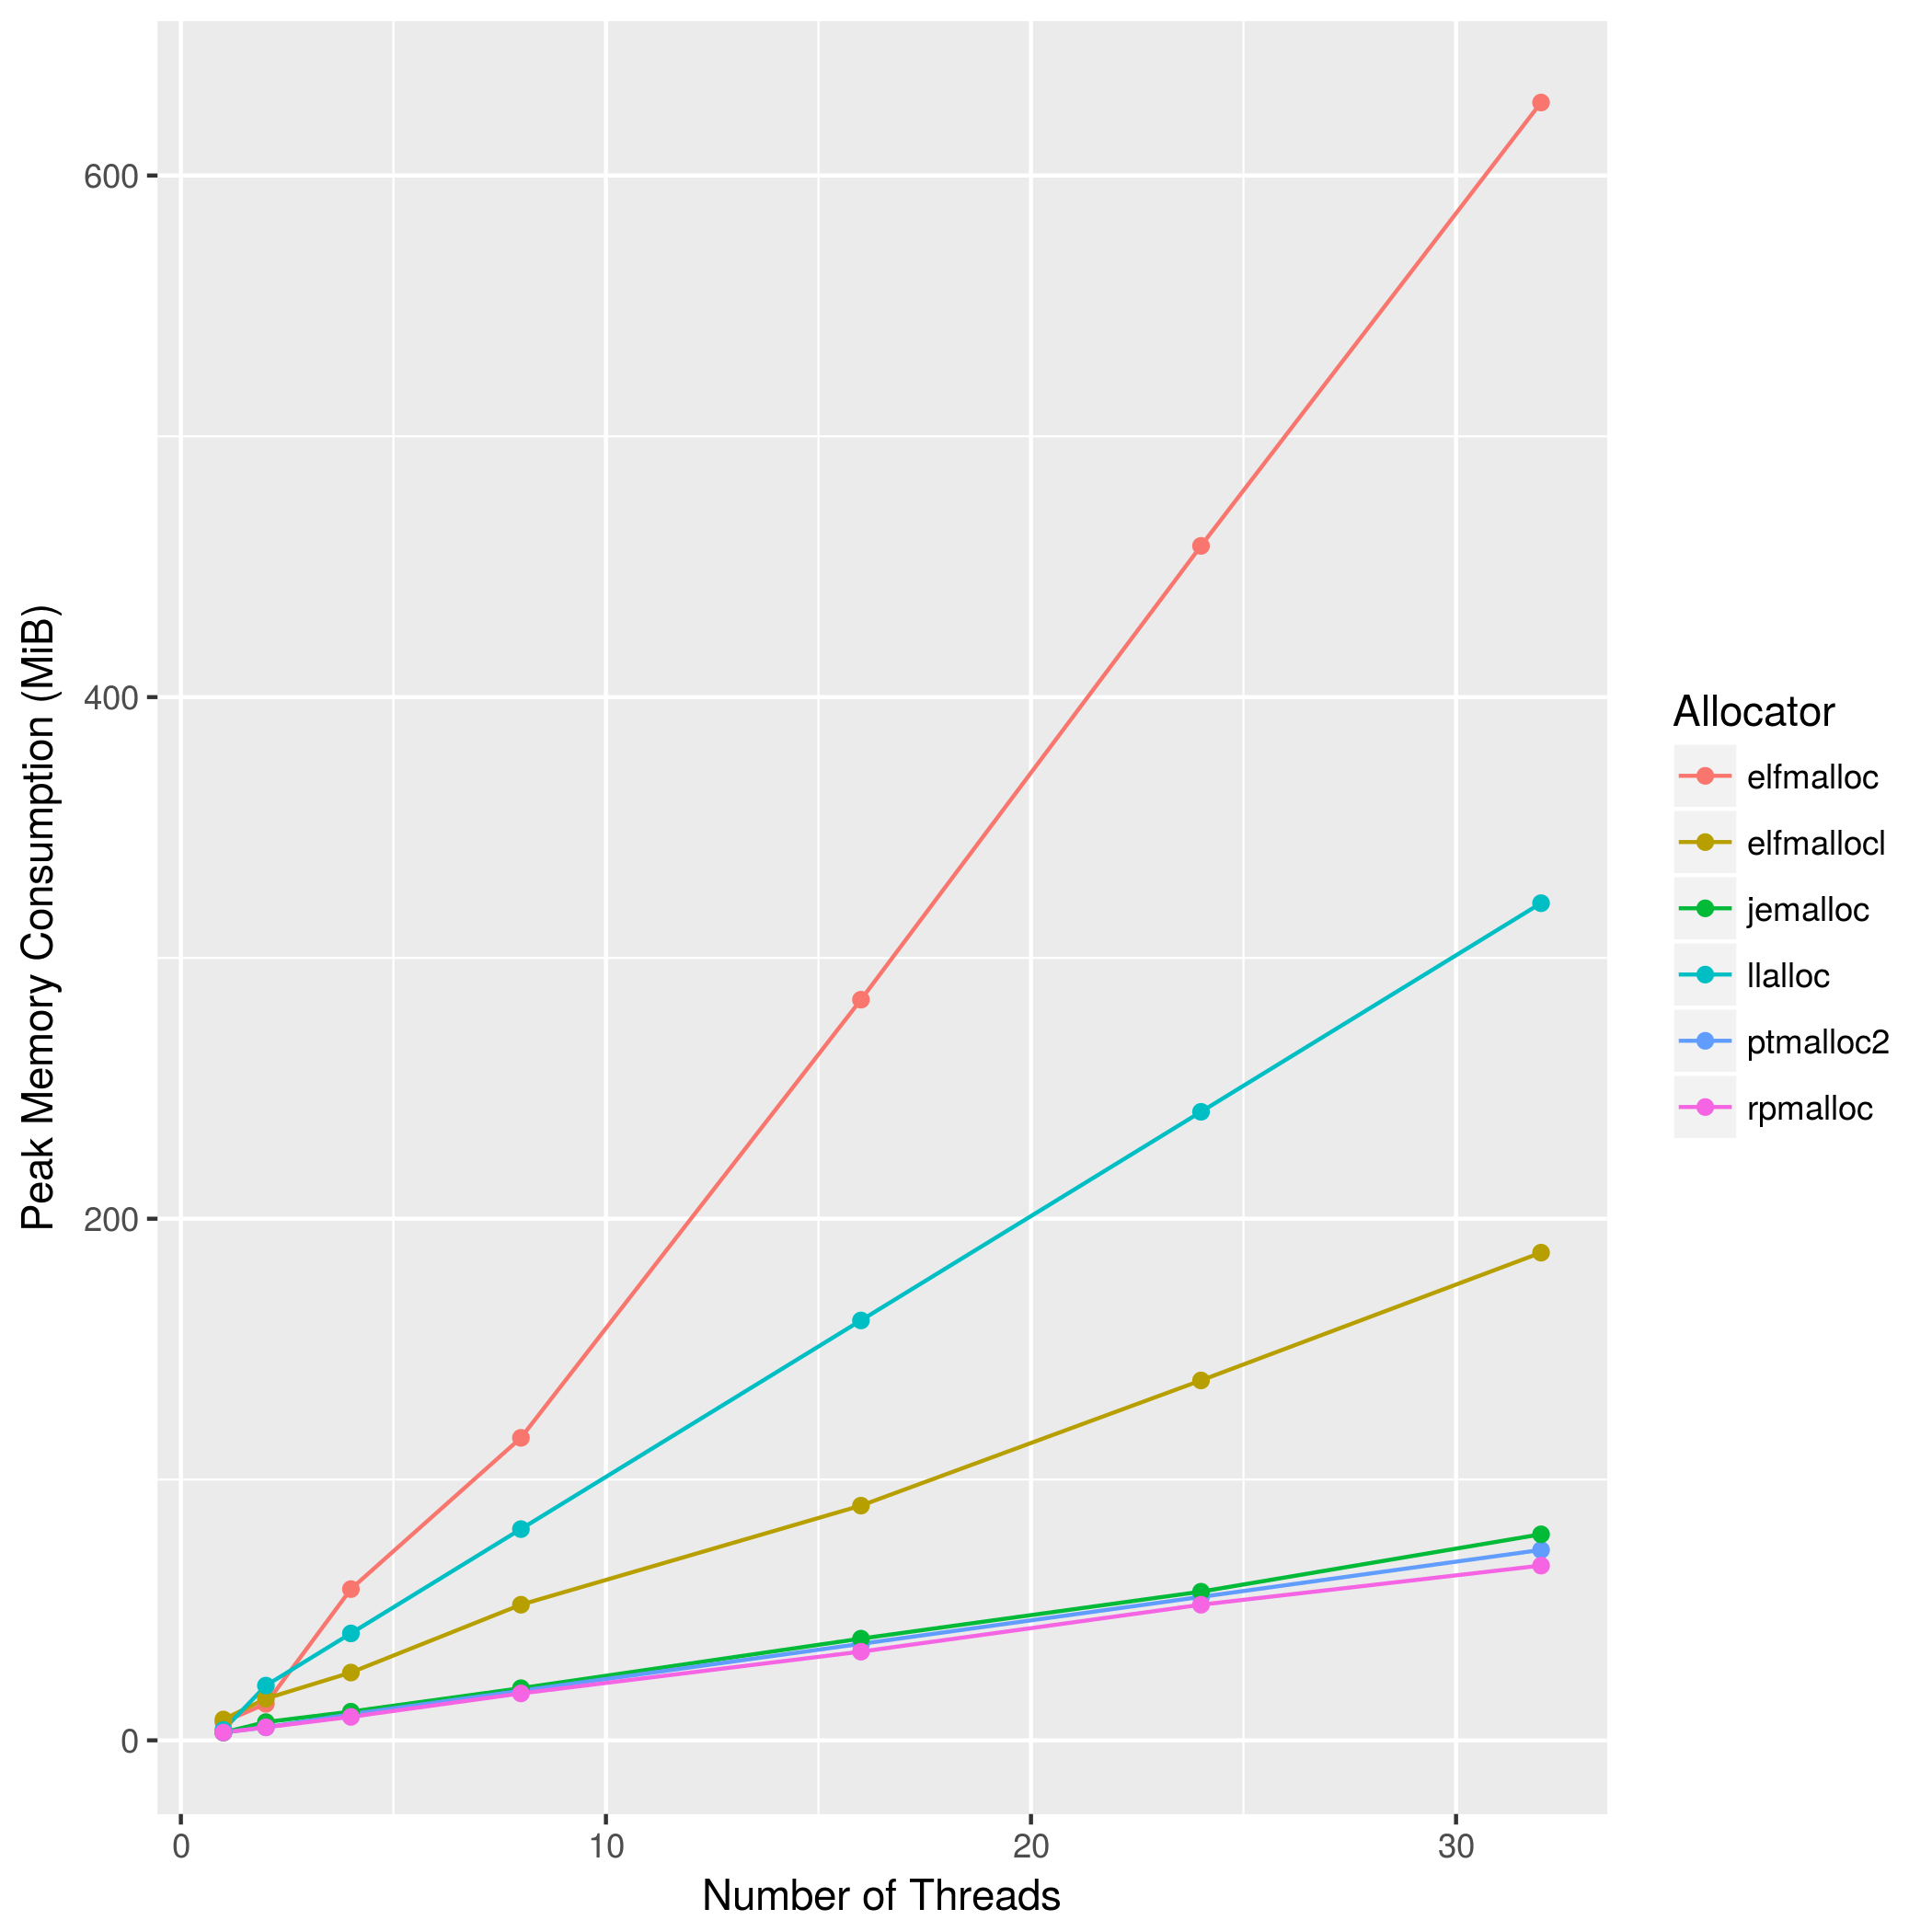 Peak Memory Consumption (MiB)
600
400
200
0
0 10 20 30
Number of Threads
Allocator
elfmalloc
elfmallocl
jemalloc
llalloc
ptmalloc2
rpmalloc